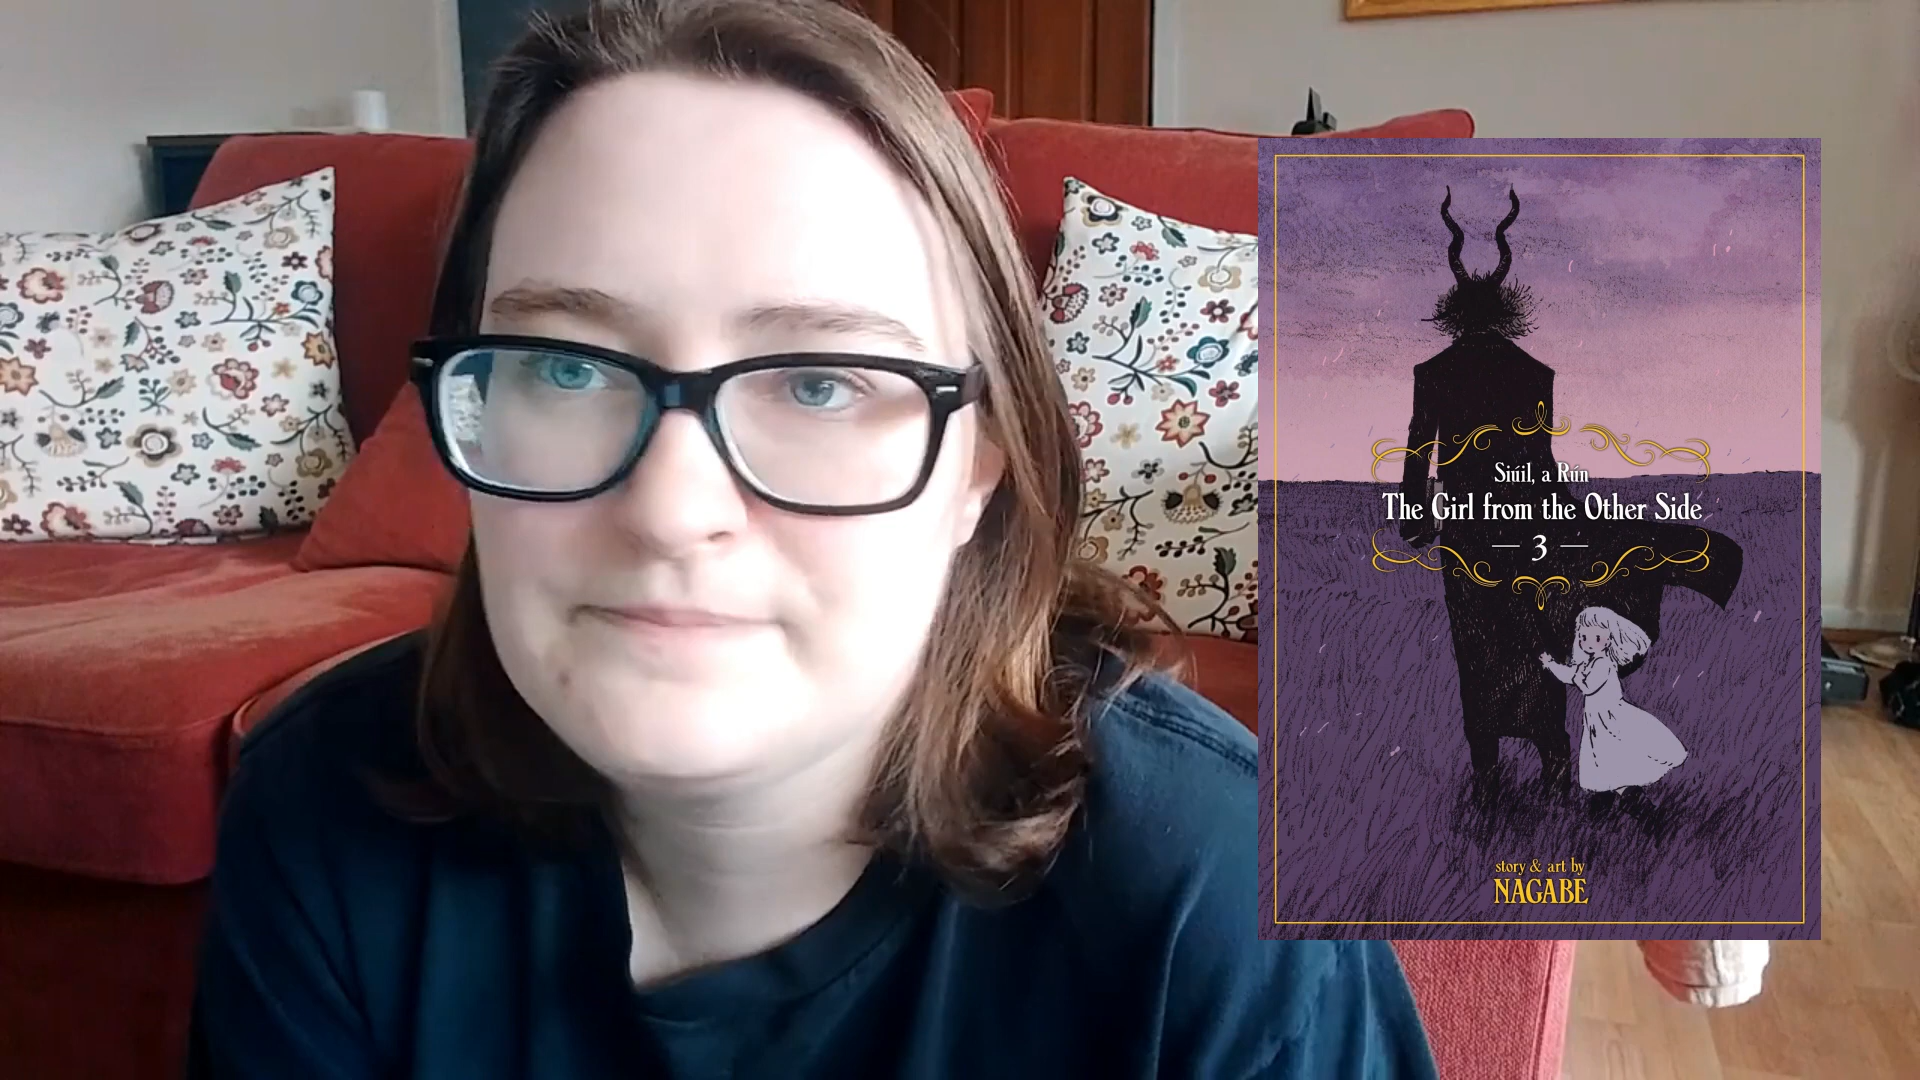 Siúil, a Rún
The Girl from the Other Side
— 3 —
story & art by
NAGABE